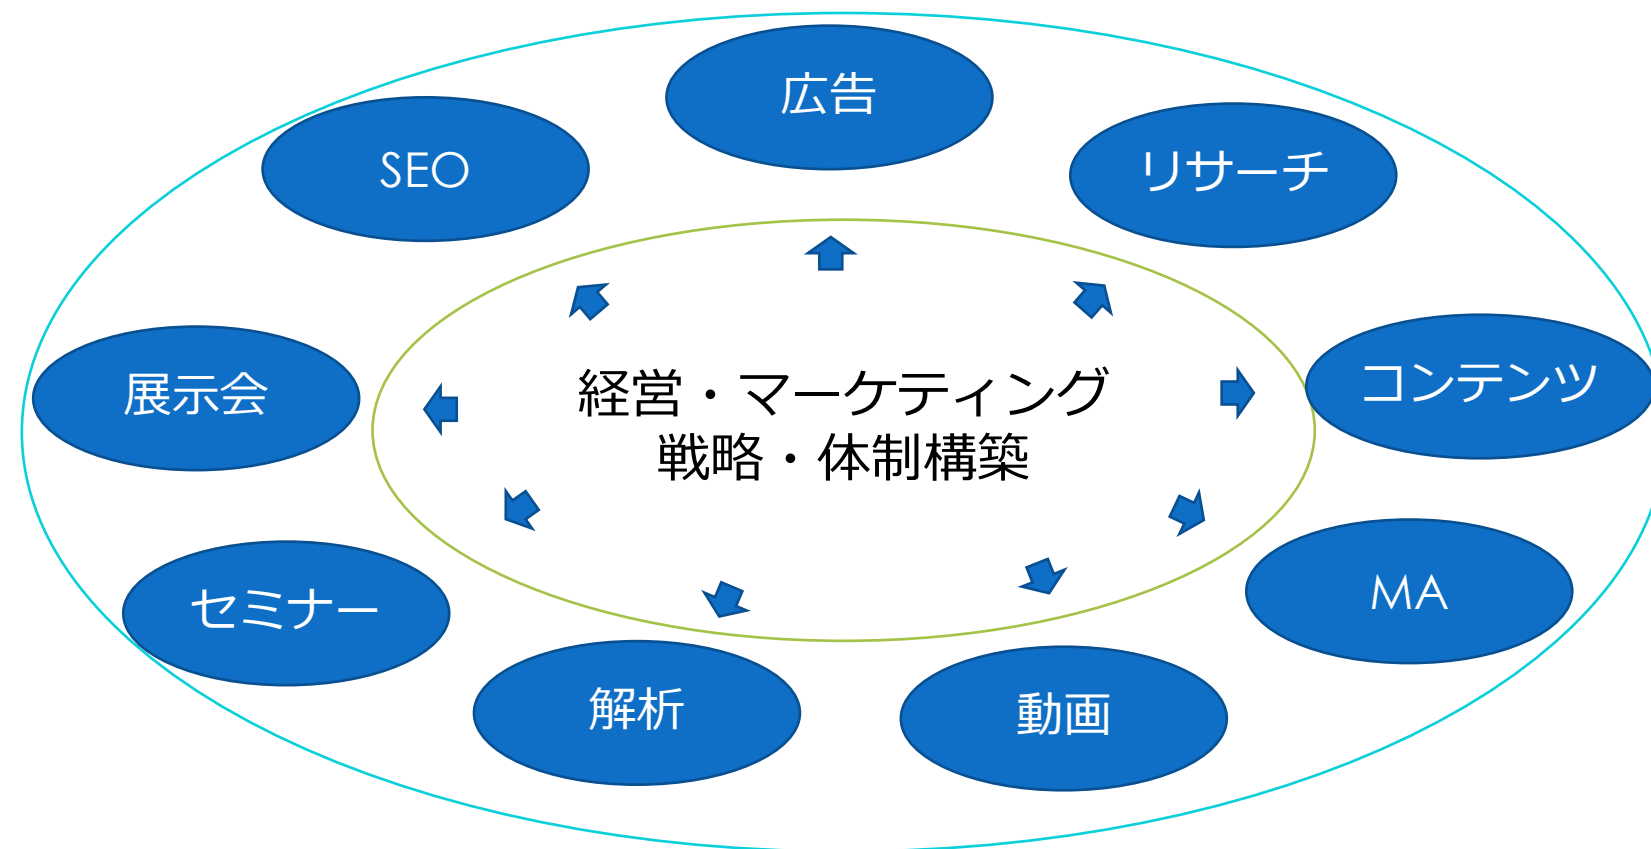 広告
SEO
リサーチ
経営・マーケティング
戦略・体制構築
展示会
コンテンツ
セミナー
MA
解析
動画